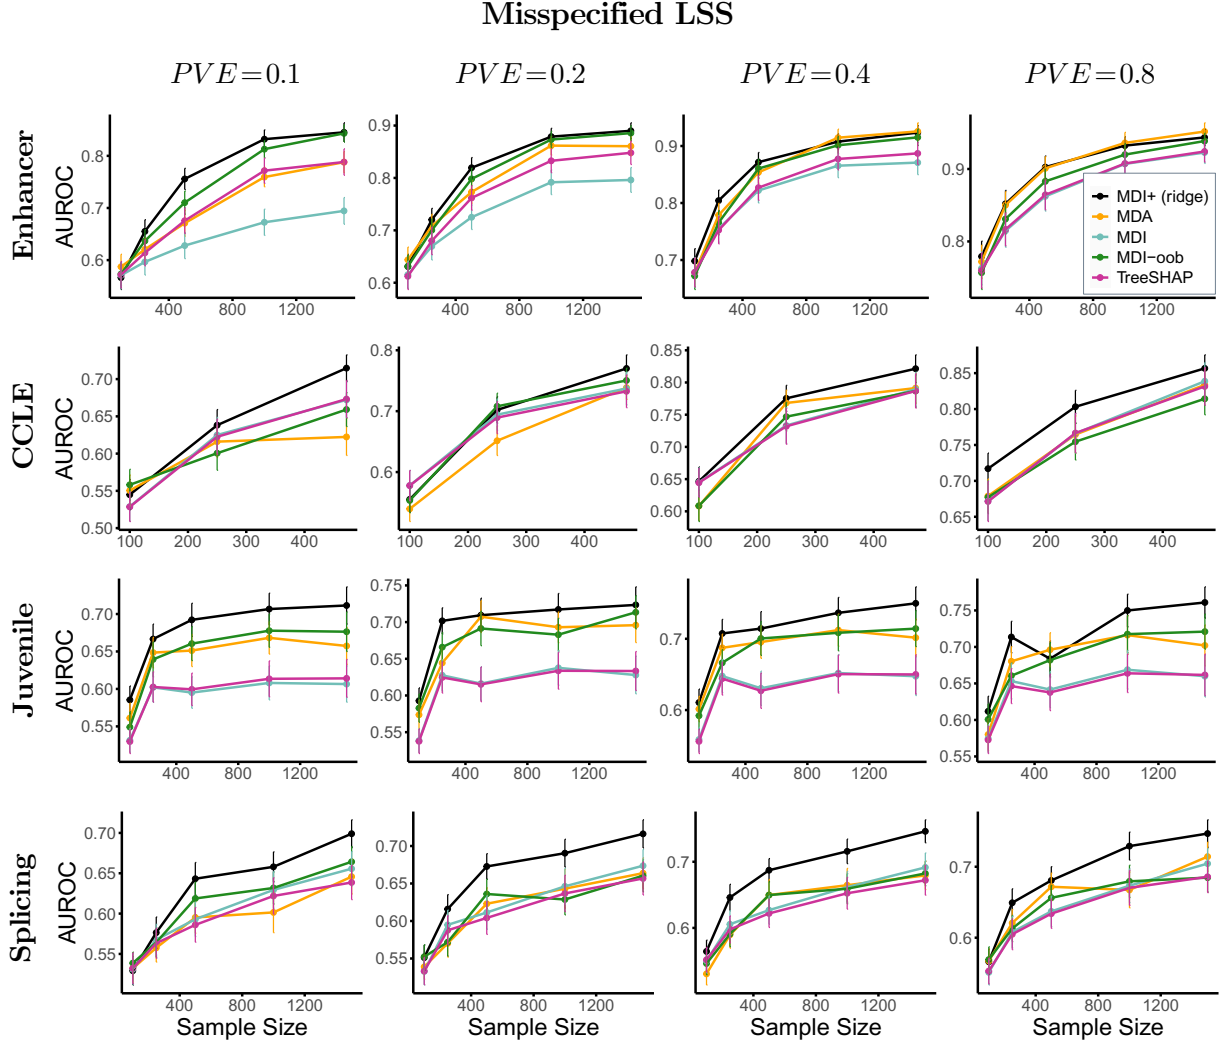 Misspecified LSS
PVE=0.1 PVE=0.2 PVE=0.4 PVE=0.8
Enhancer
AUROC
0.8
0.7
0.6
400 800 1200
0.9
0.8
0.7
0.6
400 800 1200
0.9
0.8
0.7
400 800 1200
0.9
0.8
400 800 1200
MDI+ (ridge)
MDA
MDI
MDI−oob
TreeSHAP
CCLE
AUROC
0.70
0.65
0.60
0.55
0.50
100 200 300 400
0.8
0.7
0.6
100 200 300 400
0.85
0.80
0.75
0.70
0.65
0.60
100 200 300 400
0.85
0.80
0.75
0.70
0.65
100 200 300 400
Juvenile
AUROC
0.70
0.65
0.60
0.55
400 800 1200
0.75
0.70
0.65
0.60
0.55
400 800 1200
0.7
0.6
400 800 1200
0.75
0.70
0.65
0.60
0.55
400 800 1200
Splicing
AUROC
0.70
0.65
0.60
0.55
400 800 1200
Sample Size
0.70
0.65
0.60
0.55
400 800 1200
Sample Size
0.7
0.6
400 800 1200
Sample Size
0.7
0.6
400 800 1200
Sample Size